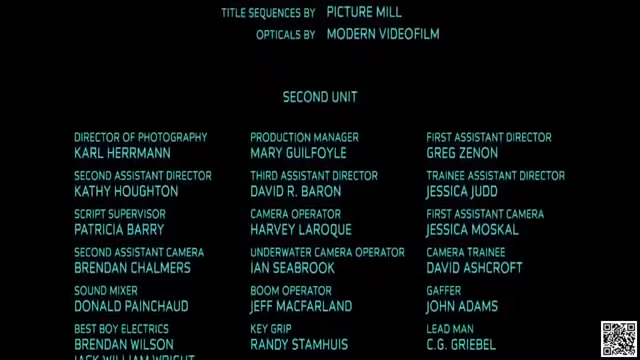 TITLE SEQUENCES BY PICTURE MILL
OPTICALS BY MODERN VIDEOFILM
SECOND UNIT
DIRECTOR OF PHOTOGRAPHY PRODUCTION MANAGER FIRST ASSISTANT DIRECTOR
KARL HERRMANN MARY GUILFOYLE GREG ZENON
SECOND ASSISTANT DIRECTOR THIRD ASSISTANT DIRECTOR TRAINEE ASSISTANT DIRECTOR
KATHY HOUGHTON DAVID R. BARON JESSICA JUDD
SCRIPT SUPERVISOR CAMERA OPERATOR FIRST ASSISTANT CAMERA
PATRICIA BARRY HARVEY LAROQUE JESSICA MOSKAL
SECOND ASSISTANT CAMERA UNDERWATER CAMERA OPERATOR CAMERA TRAINEE
BRENDAN CHALMERS IAN SEABROOK DAVID ASHCROFT
SOUND MIXER BOOM OPERATOR GAFFER
DONALD PAINCHAUD JEFF MACFARLAND JOHN ADAMS
BEST BOY ELECTRICS KEY GRIP LEAD MAN
BRENDAN WILSON RANDY STAMHUIS C.G. GRIEBEL
JACK WILLIAM WRIGHT